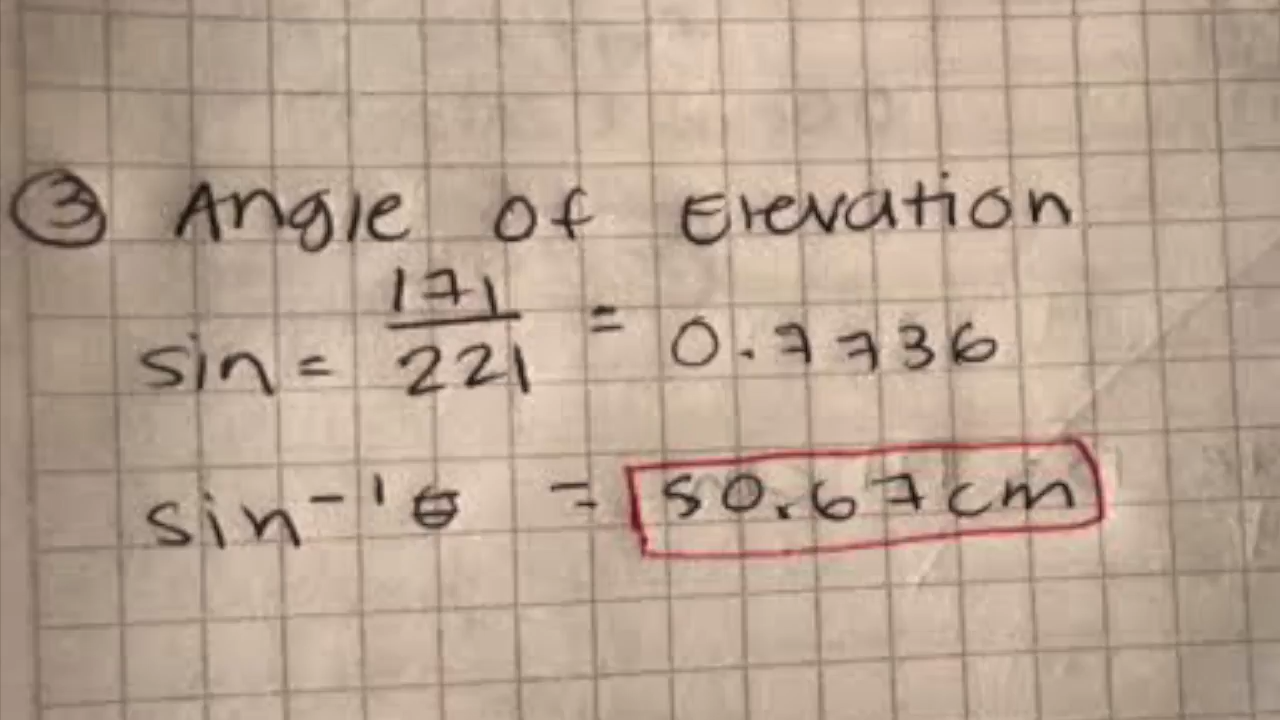 ③ Angle of Elevation
sin = 171/221 = 0.7736
sin⁻¹θ = 50.67cm